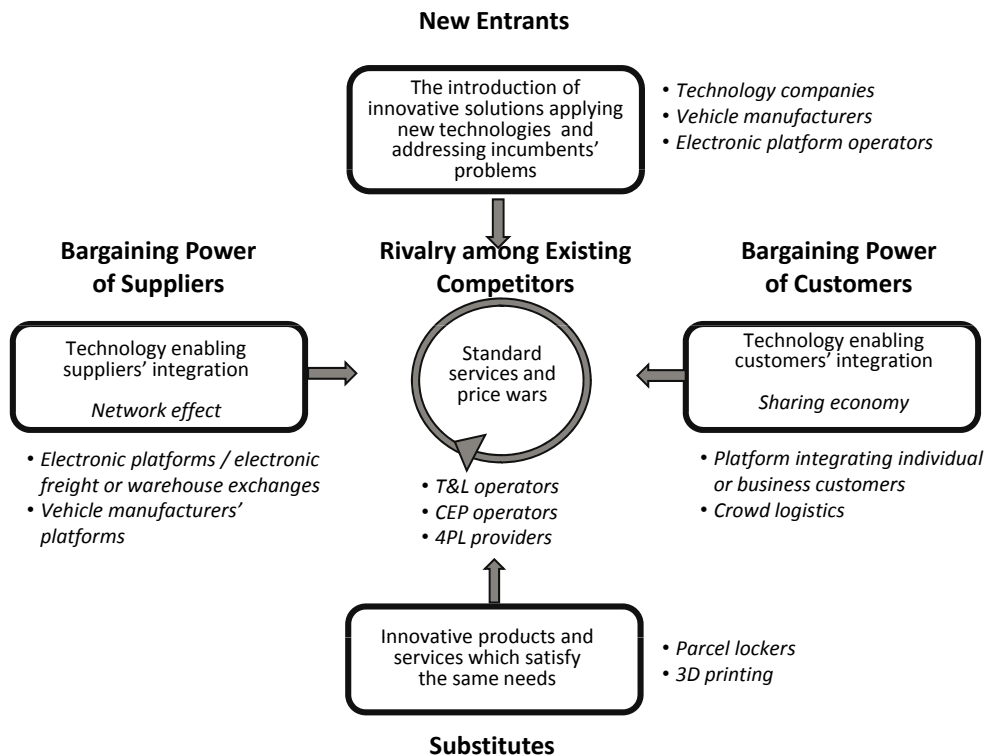 New Entrants
The introduction of
innovative solutions applying
new technologies and
addressing incumbents'
problems
• Technology companies
• Vehicle manufacturers
• Electronic platform operators
Bargaining Power
of Suppliers
Technology enabling
suppliers' integration
Network effect
• Electronic platforms / electronic
freight or warehouse exchanges
• Vehicle manufacturers'
platforms
Rivalry among Existing
Competitors
Standard
services and
price wars
• T&L operators
• CEP operators
• 4PL providers
Bargaining Power
of Customers
Technology enabling
customers' integration
Sharing economy
• Platform integrating individual
or business customers
• Crowd logistics
Innovative products and
services which satisfy
the same needs
• Parcel lockers
• 3D printing
Substitutes